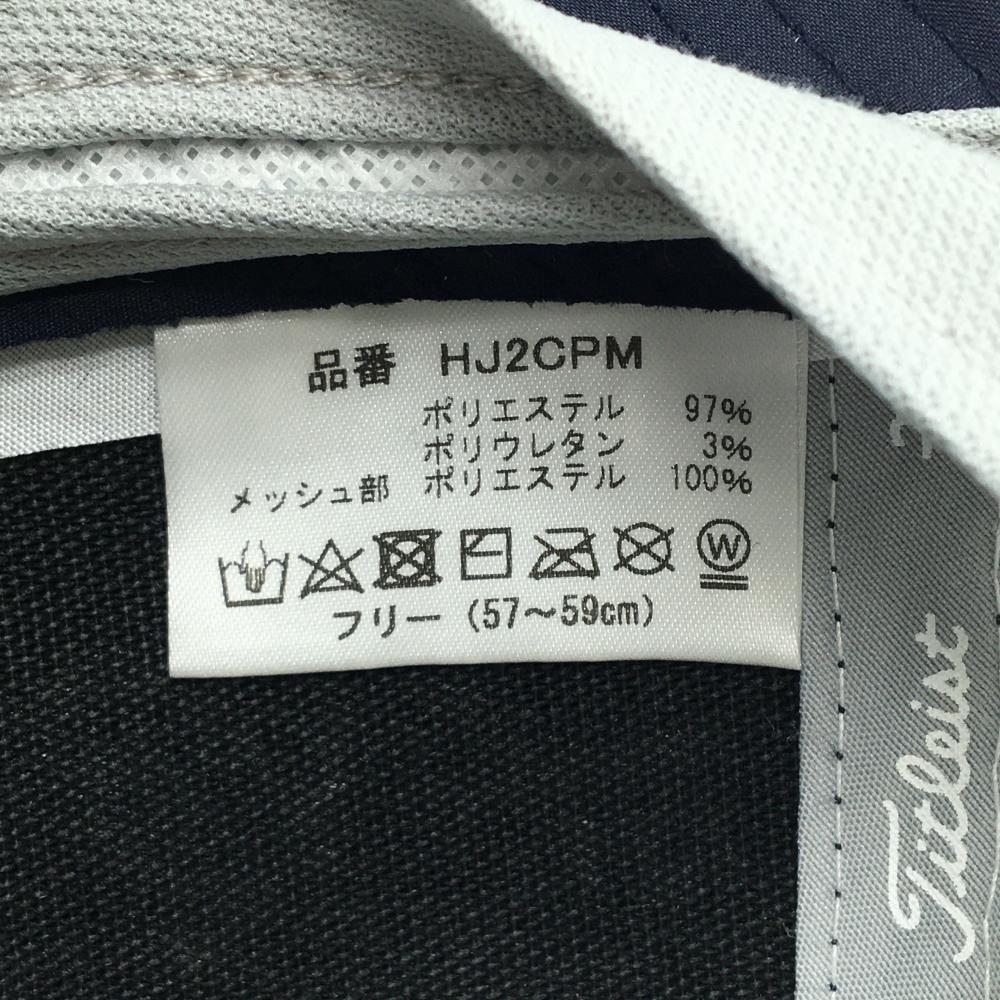 品番 HJ2CPM
ポリエステル 97%
ポリウレタン 3%
メッシュ部 ポリエステル 100%
W
フリー (57〜59cm)
Titleist